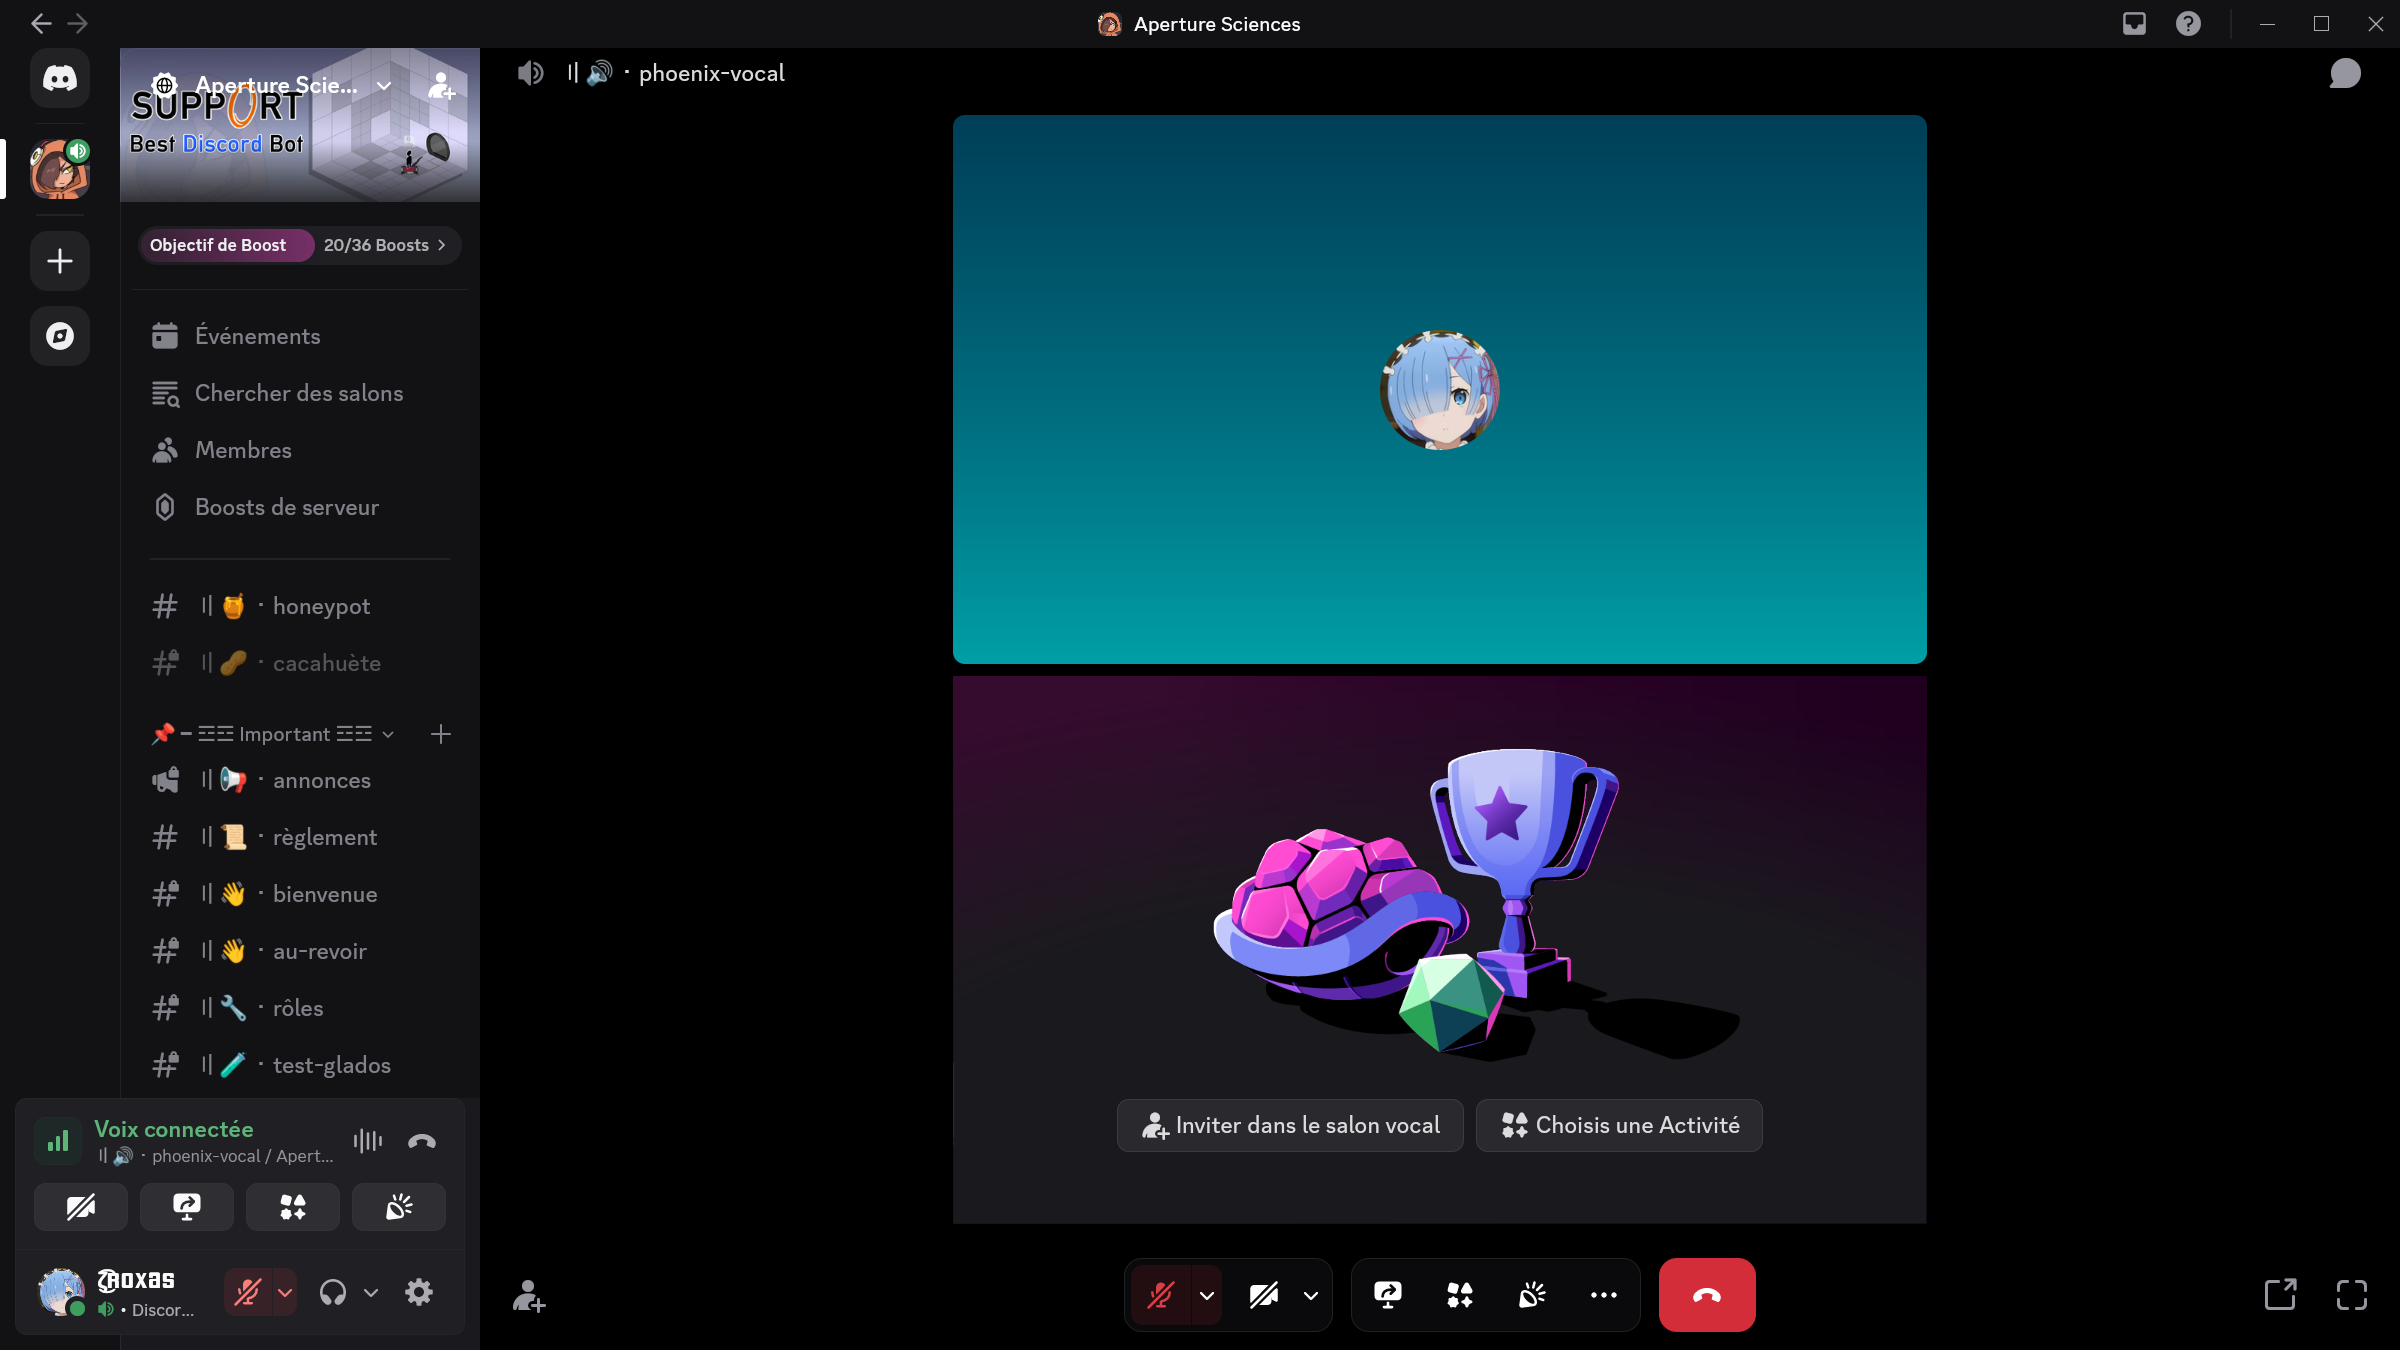 Aperture Sciences
Aperture Scie...
SUPPORT
Best Discord Bot
Objectif de Boost
20/36 Boosts
Événements
Chercher des salons
Membres
Boosts de serveur
honeypot
cacahuète
Important
annonces
règlement
bienvenue
au-revoir
rôles
test-glados
Voix connectée
phoenix-vocal / Apert...
Roxas
Discor...
phoenix-vocal
Inviter dans le salon vocal
Choisis une Activité